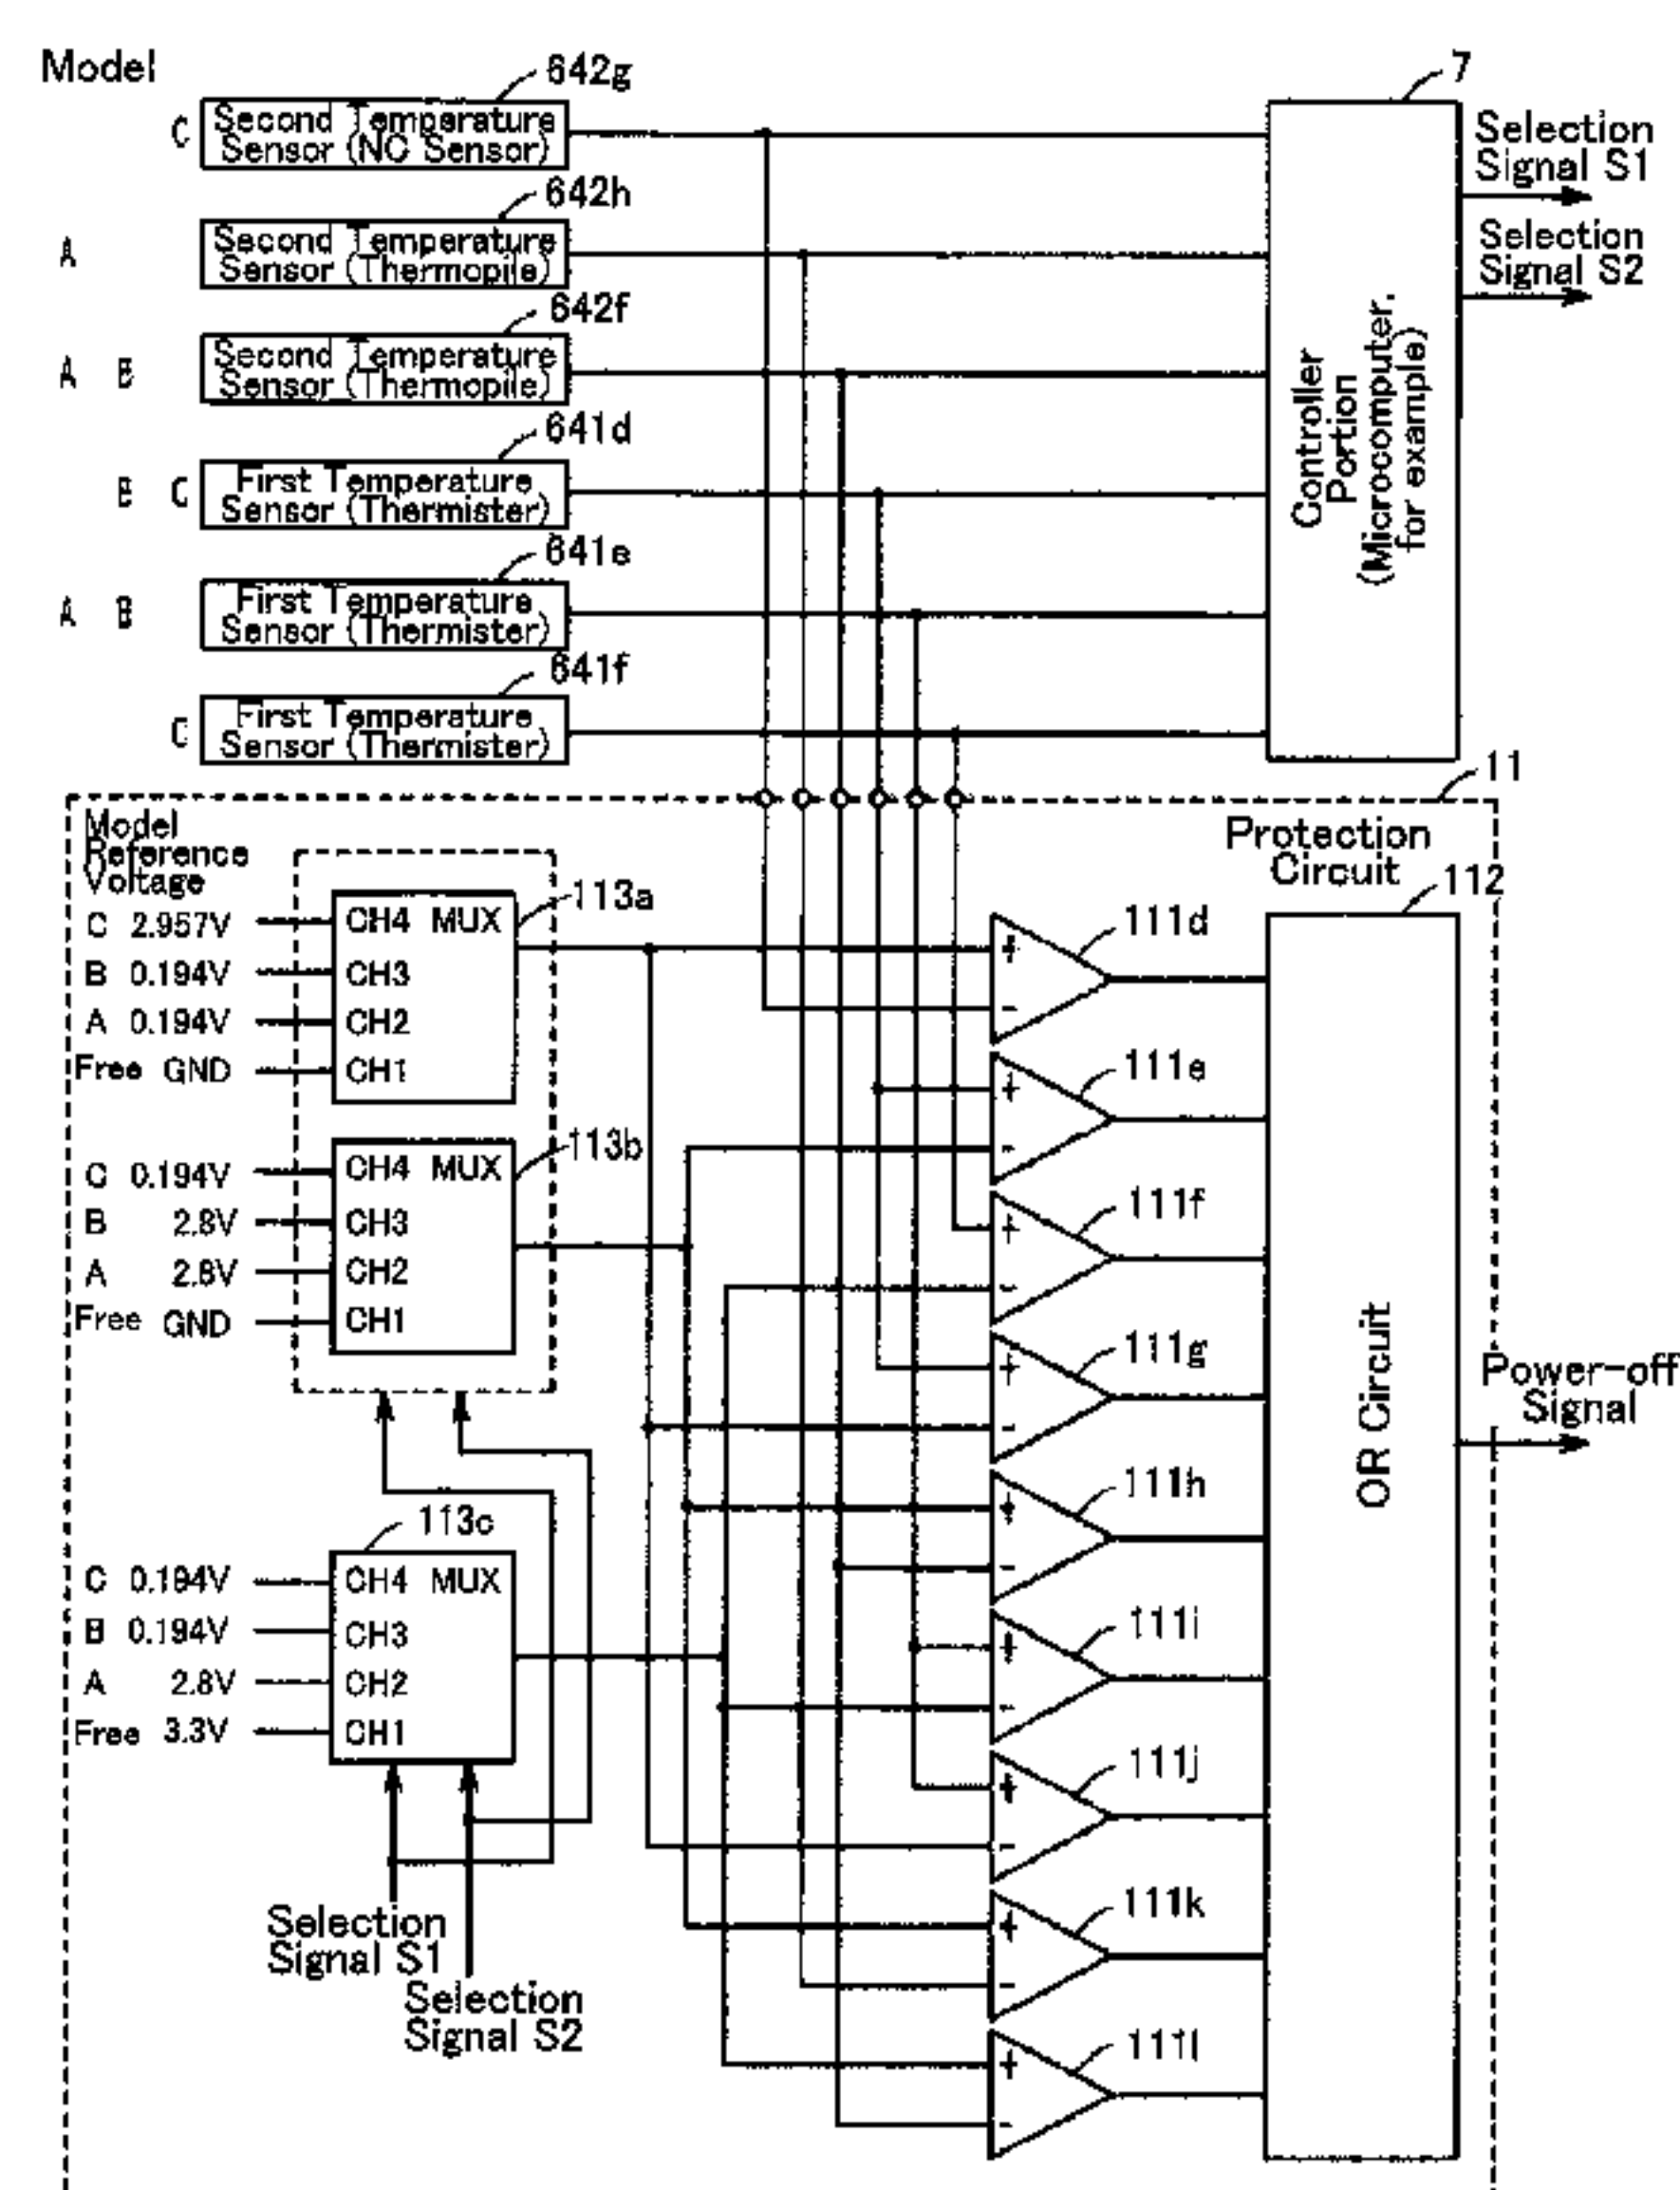 Model
642g
C
Second Temperature
Sensor (NC Sensor)
642h
A
Second Temperature
Sensor (Thermopile)
642f
A B
Second Temperature
Sensor (Thermopile)
641d
B C
First Temperature
Sensor (Thermister)
641e
A B
First Temperature
Sensor (Thermister)
641f
C
First Temperature
Sensor (Thermister)
7
Controller
Portion
(Microcomputer,
for example)
Selection
Signal S1
Selection
Signal S2
11
Protection
Circuit
Model
Reference
Voltage
113a
C 2.957V CH4 MUX
B 0.194V CH3
A 0.194V CH2
Free GND CH1
113b
C 0.194V CH4 MUX
B 2.8V CH3
A 2.8V CH2
Free GND CH1
113c
C 0.194V CH4 MUX
B 0.194V CH3
A 2.8V CH2
Free 3.3V CH1
Selection
Signal S1
Selection
Signal S2
111d
+
-
111e
+
-
111f
+
-
111g
+
-
111h
+
-
111i
+
-
111j
+
-
111k
+
-
111l
+
-
112
OR Circuit
Power-off
Signal